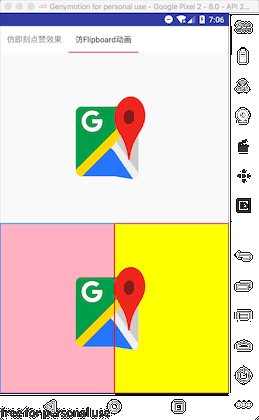 Genymotion for personal use - Google Pixel 2 - 8.0 - API 2...
7:06
仿即刻点赞效果 仿Flipboard动画
G
G
free for personal use